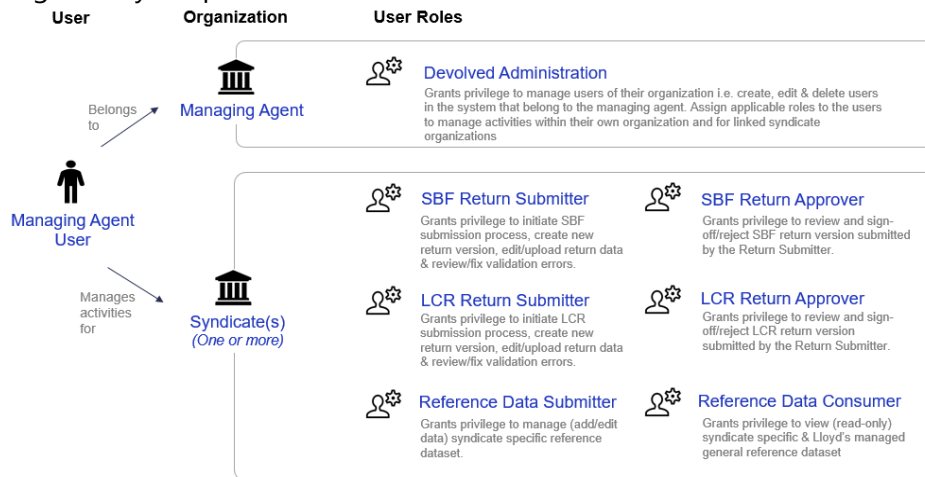 User
Organization
User Roles
Managing Agent
User
Belongs
to
Manages
activities
for
Managing Agent
Devolved Administration
Grants privilege to manage users of their organization i.e. create, edit & delete users
in the system that belong to the managing agent. Assign applicable roles to the users
to manage activities within their own organization and for linked syndicate
organizations
Syndicate(s)
(One or more)
SBF Return Submitter
Grants privilege to initiate SBF
submission process, create new
return version, edit/upload return data
& review/fix validation errors.
SBF Return Approver
Grants privilege to review and sign-
off/reject SBF return version submitted
by the Return Submitter.
LCR Return Submitter
Grants privilege to initiate LCR
submission process, create new
return version, edit/upload return data
& review/fix validation errors.
LCR Return Approver
Grants privilege to review and sign-
off/reject LCR return version
submitted by the Return Submitter.
Reference Data Submitter
Grants privilege to manage (add/edit
data) syndicate specific reference
dataset.
Reference Data Consumer
Grants privilege to view (read-only)
syndicate specific & Lloyd's managed
general reference dataset